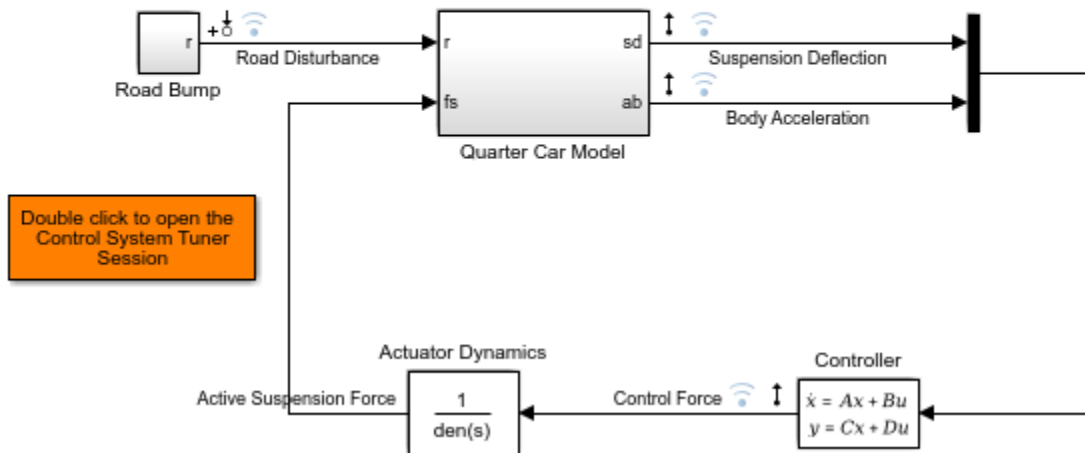 r
Road Disturbance
Road Bump
r
fs
sd
ab
Quarter Car Model
Suspension Deflection
Body Acceleration
Double click to open the
Control System Tuner
Session
Actuator Dynamics
Active Suspension Force
1
den(s)
Control Force
Controller
ẋ = Ax + Bu
y = Cx + Du